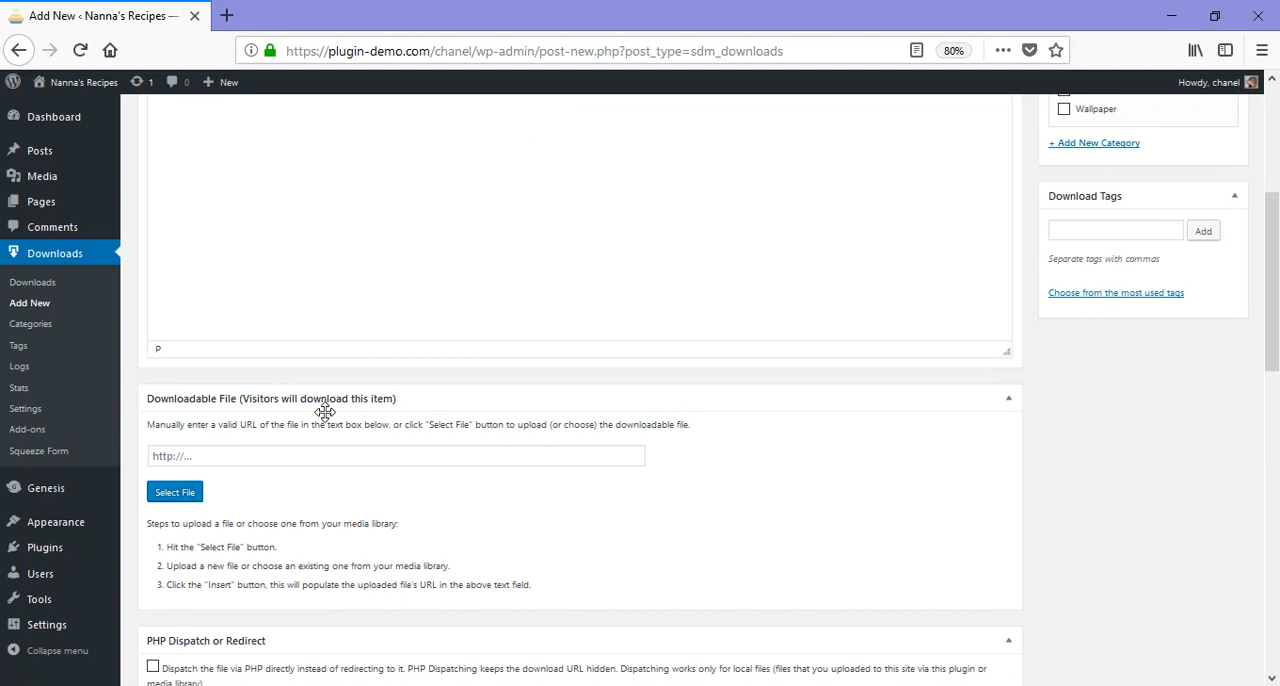 Add New ‹ Nanna's Recipes —
https://plugin-demo.com/chanel/wp-admin/post-new.php?post_type=sdm_downloads
80%
Nanna's Recipes
1
0
New
Howdy, chanel
Dashboard
Posts
Media
Pages
Comments
Downloads
Downloads
Add New
Categories
Tags
Logs
Stats
Settings
Add-ons
Squeeze Form
Genesis
Appearance
Plugins
Users
Tools
Settings
Collapse menu
P
Downloadable File (Visitors will download this item)
Manually enter a valid URL of the file in the text box below, or click "Select File" button to upload (or choose) the downloadable file.
http://...
Select File
Steps to upload a file or choose one from your media library:
1. Hit the "Select File" button.
2. Upload a new file or choose an existing one from your media library.
3. Click the "Insert" button, this will populate the uploaded file's URL in the above text field.
PHP Dispatch or Redirect
Dispatch the file via PHP directly instead of redirecting to it. PHP Dispatching keeps the download URL hidden. Dispatching works only for local files (files that you uploaded to this site via this plugin or
media library).
Wallpaper
+ Add New Category
Download Tags
Add
Separate tags with commas
Choose from the most used tags